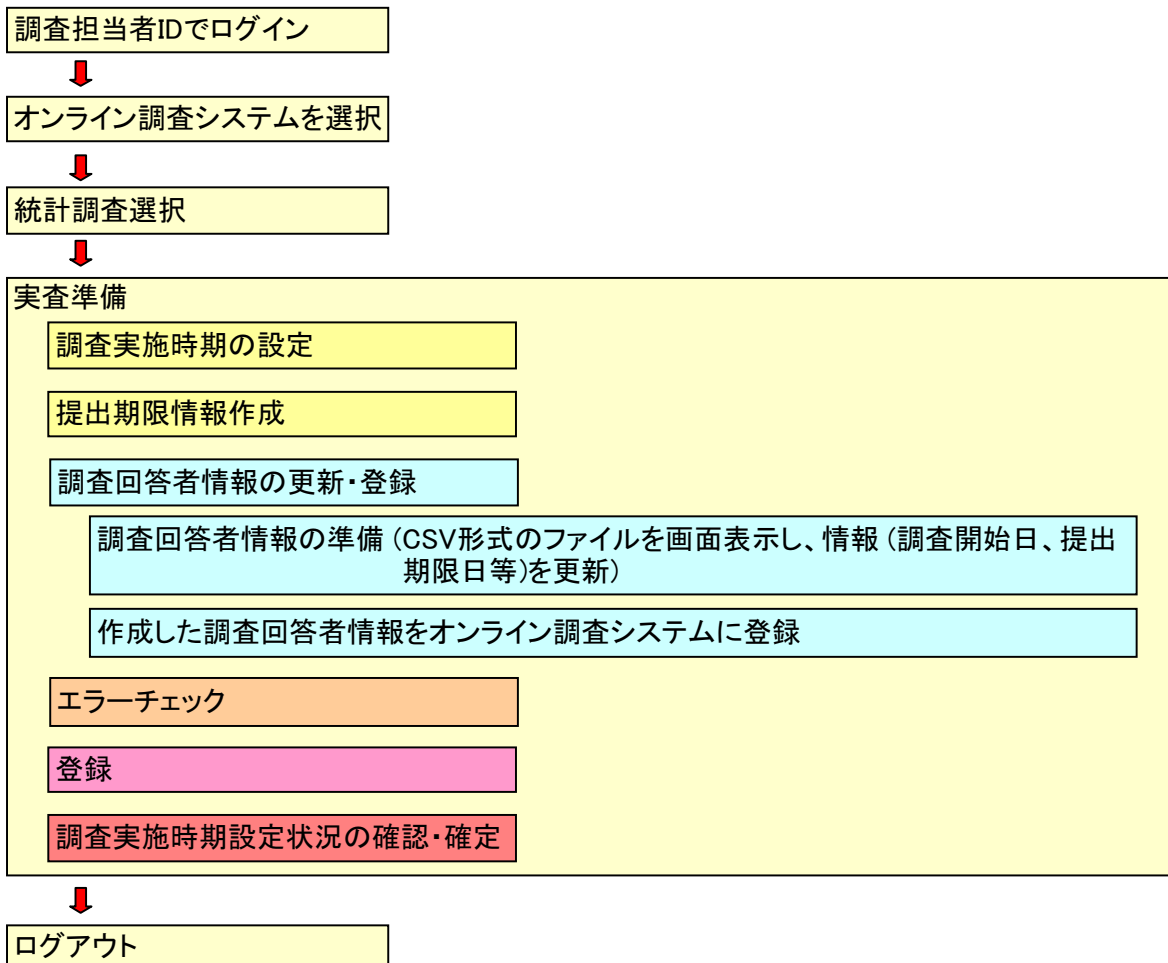 調査担当者IDでログイン
オンライン調査システムを選択
統計調査選択
実査準備
調査実施時期の設定
提出期限情報作成
調査回答者情報の更新・登録
調査回答者情報の準備(CSV形式のファイルを画面表示し、情報(調査開始日、提出
期限日等)を更新)
作成した調査回答者情報をオンライン調査システムに登録
エラーチェック
登録
調査実施時期設定状況の確認・確定
ログアウト